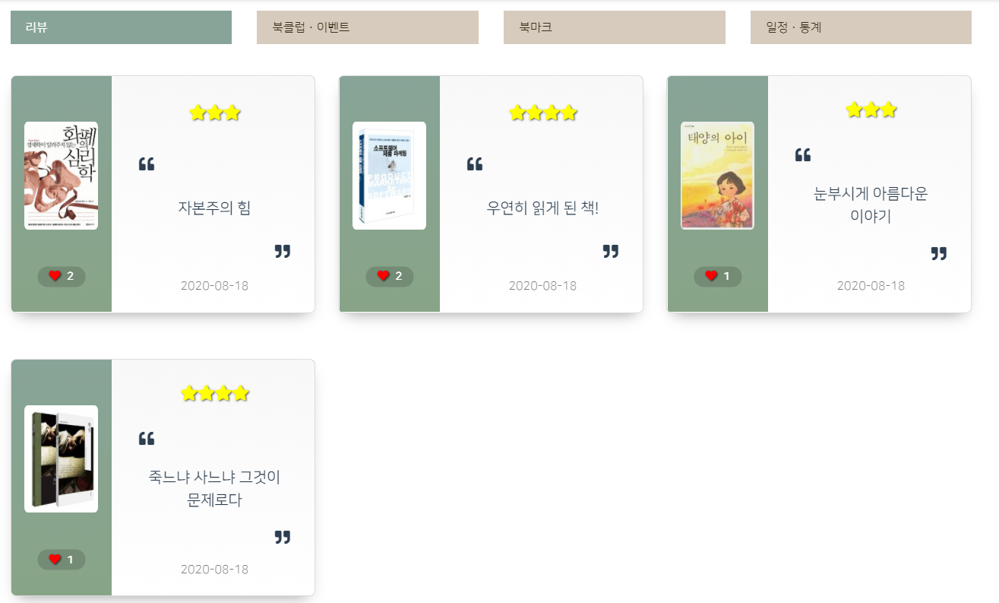 리뷰
북클럽 · 이벤트
북마크
일정 · 통계
경제학이 알려주지 않는
화폐의
심리학
2
“
자본주의 힘
”
2020-08-18
소프트웨어
제품 마케팅
PRODUCT
MARKETING
SOFTWARE
2
“
우연히 읽게 된 책!
”
2020-08-18
태양의 아이
1
“
눈부시게 아름다운
이야기
”
2020-08-18
1
“
죽느냐 사느냐 그것이
문제로다
”
2020-08-18